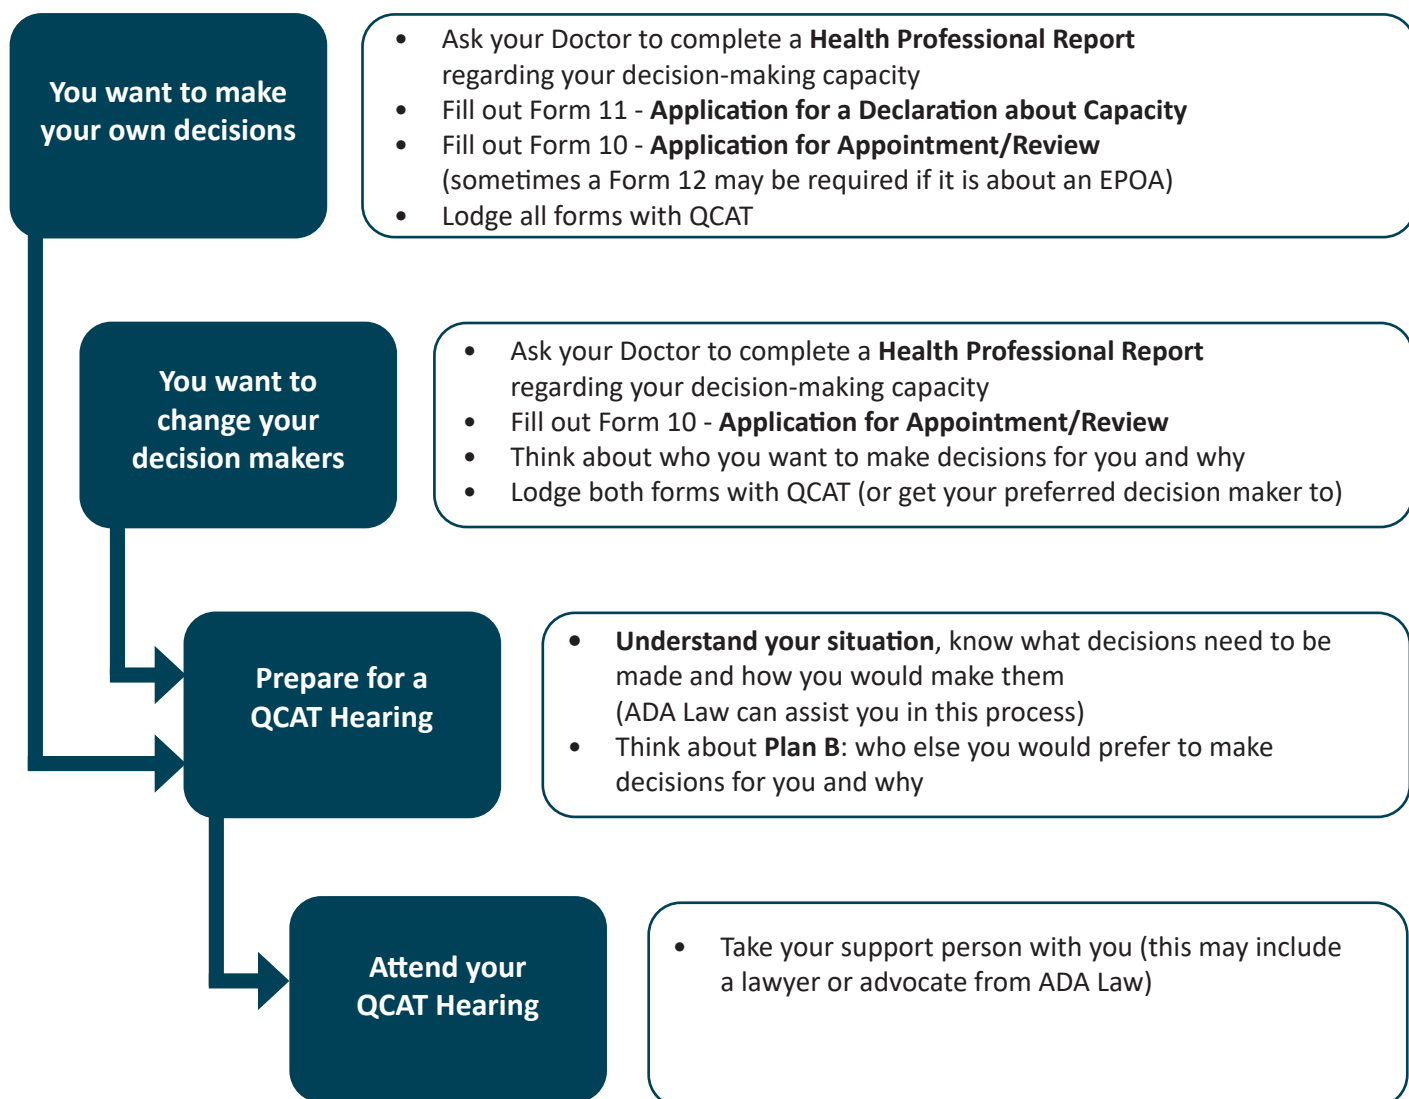 You want to make
your own decisions
• Ask your Doctor to complete a Health Professional Report
regarding your decision-making capacity
• Fill out Form 11 - Application for a Declaration about Capacity
• Fill out Form 10 - Application for Appointment/Review
(sometimes a Form 12 may be required if it is about an EPOA)
• Lodge all forms with QCAT
You want to
change your
decision makers
• Ask your Doctor to complete a Health Professional Report
regarding your decision-making capacity
• Fill out Form 10 - Application for Appointment/Review
• Think about who you want to make decisions for you and why
• Lodge both forms with QCAT (or get your preferred decision maker to)
Prepare for a
QCAT Hearing
• Understand your situation, know what decisions need to be
made and how you would make them
(ADA Law can assist you in this process)
• Think about Plan B: who else you would prefer to make
decisions for you and why
Attend your
QCAT Hearing
• Take your support person with you (this may include
a lawyer or advocate from ADA Law)